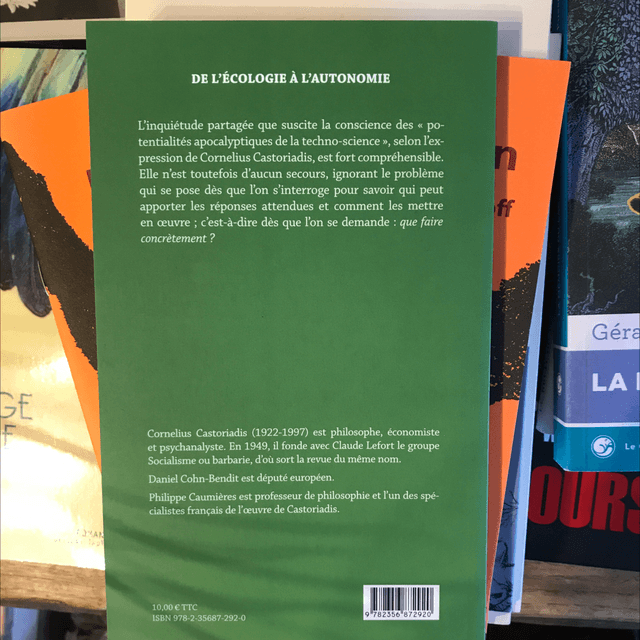 DE L'ÉCOLOGIE À L'AUTONOMIE
L'inquiétude partagée que suscite la conscience des « po-
tentialités apocalyptiques de la techno-science », selon l'ex-
pression de Cornelius Castoriadis, est fort compréhensible.
Elle n'est toutefois d'aucun secours, ignorant le problème
qui se pose dès que l'on s'interroge pour savoir qui peut
apporter les réponses attendues et comment les mettre
en œuvre ; c'est-à-dire dès que l'on se demande : que faire
concrètement ?
Cornelius Castoriadis (1922-1997) est philosophe, économiste
et psychanalyste. En 1949, il fonde avec Claude Lefort le groupe
Socialisme ou barbarie, d'où sort la revue du même nom.
Daniel Cohn-Bendit est député européen.
Philippe Caumières est professeur de philosophie et l'un des spé-
cialistes français de l'œuvre de Castoriadis.
10,00 € TTC
ISBN 978-2-35687-292-0
9 782356 872920
n
off
Géra
LA
Le
OURS
GE
F